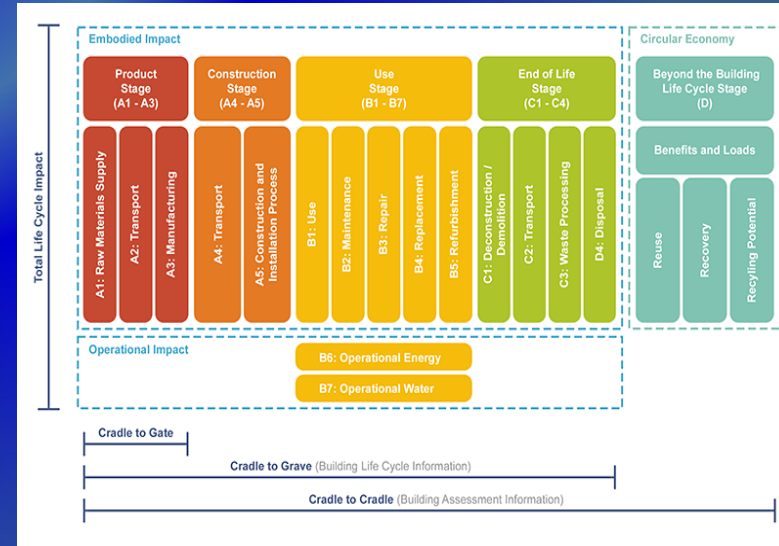 Embodied Impact
Circular Economy
Product
Stage
(A1 - A3)
Construction
Stage
(A4 - A5)
Use
Stage
(B1 - B7)
End of Life
Stage
(C1 - C4)
Beyond the Building
Life Cycle Stage
(D)
Benefits and Loads
Total Life Cycle Impact
A1: Raw Materials Supply
A2: Transport
A3: Manufacturing
A4: Transport
A5: Construction and
Installation Process
B1: Use
B2: Maintenance
B3: Repair
B4: Replacement
B5: Refurbishment
C1: Deconstruction /
Demolition
C2: Transport
C3: Waste Processing
D4: Disposal
Reuse
Recovery
Recyling Potential
Operational Impact
B6: Operational Energy
B7: Operational Water
Cradle to Gate
Cradle to Grave (Building Life Cycle Information)
Cradle to Cradle (Building Assessment Information)